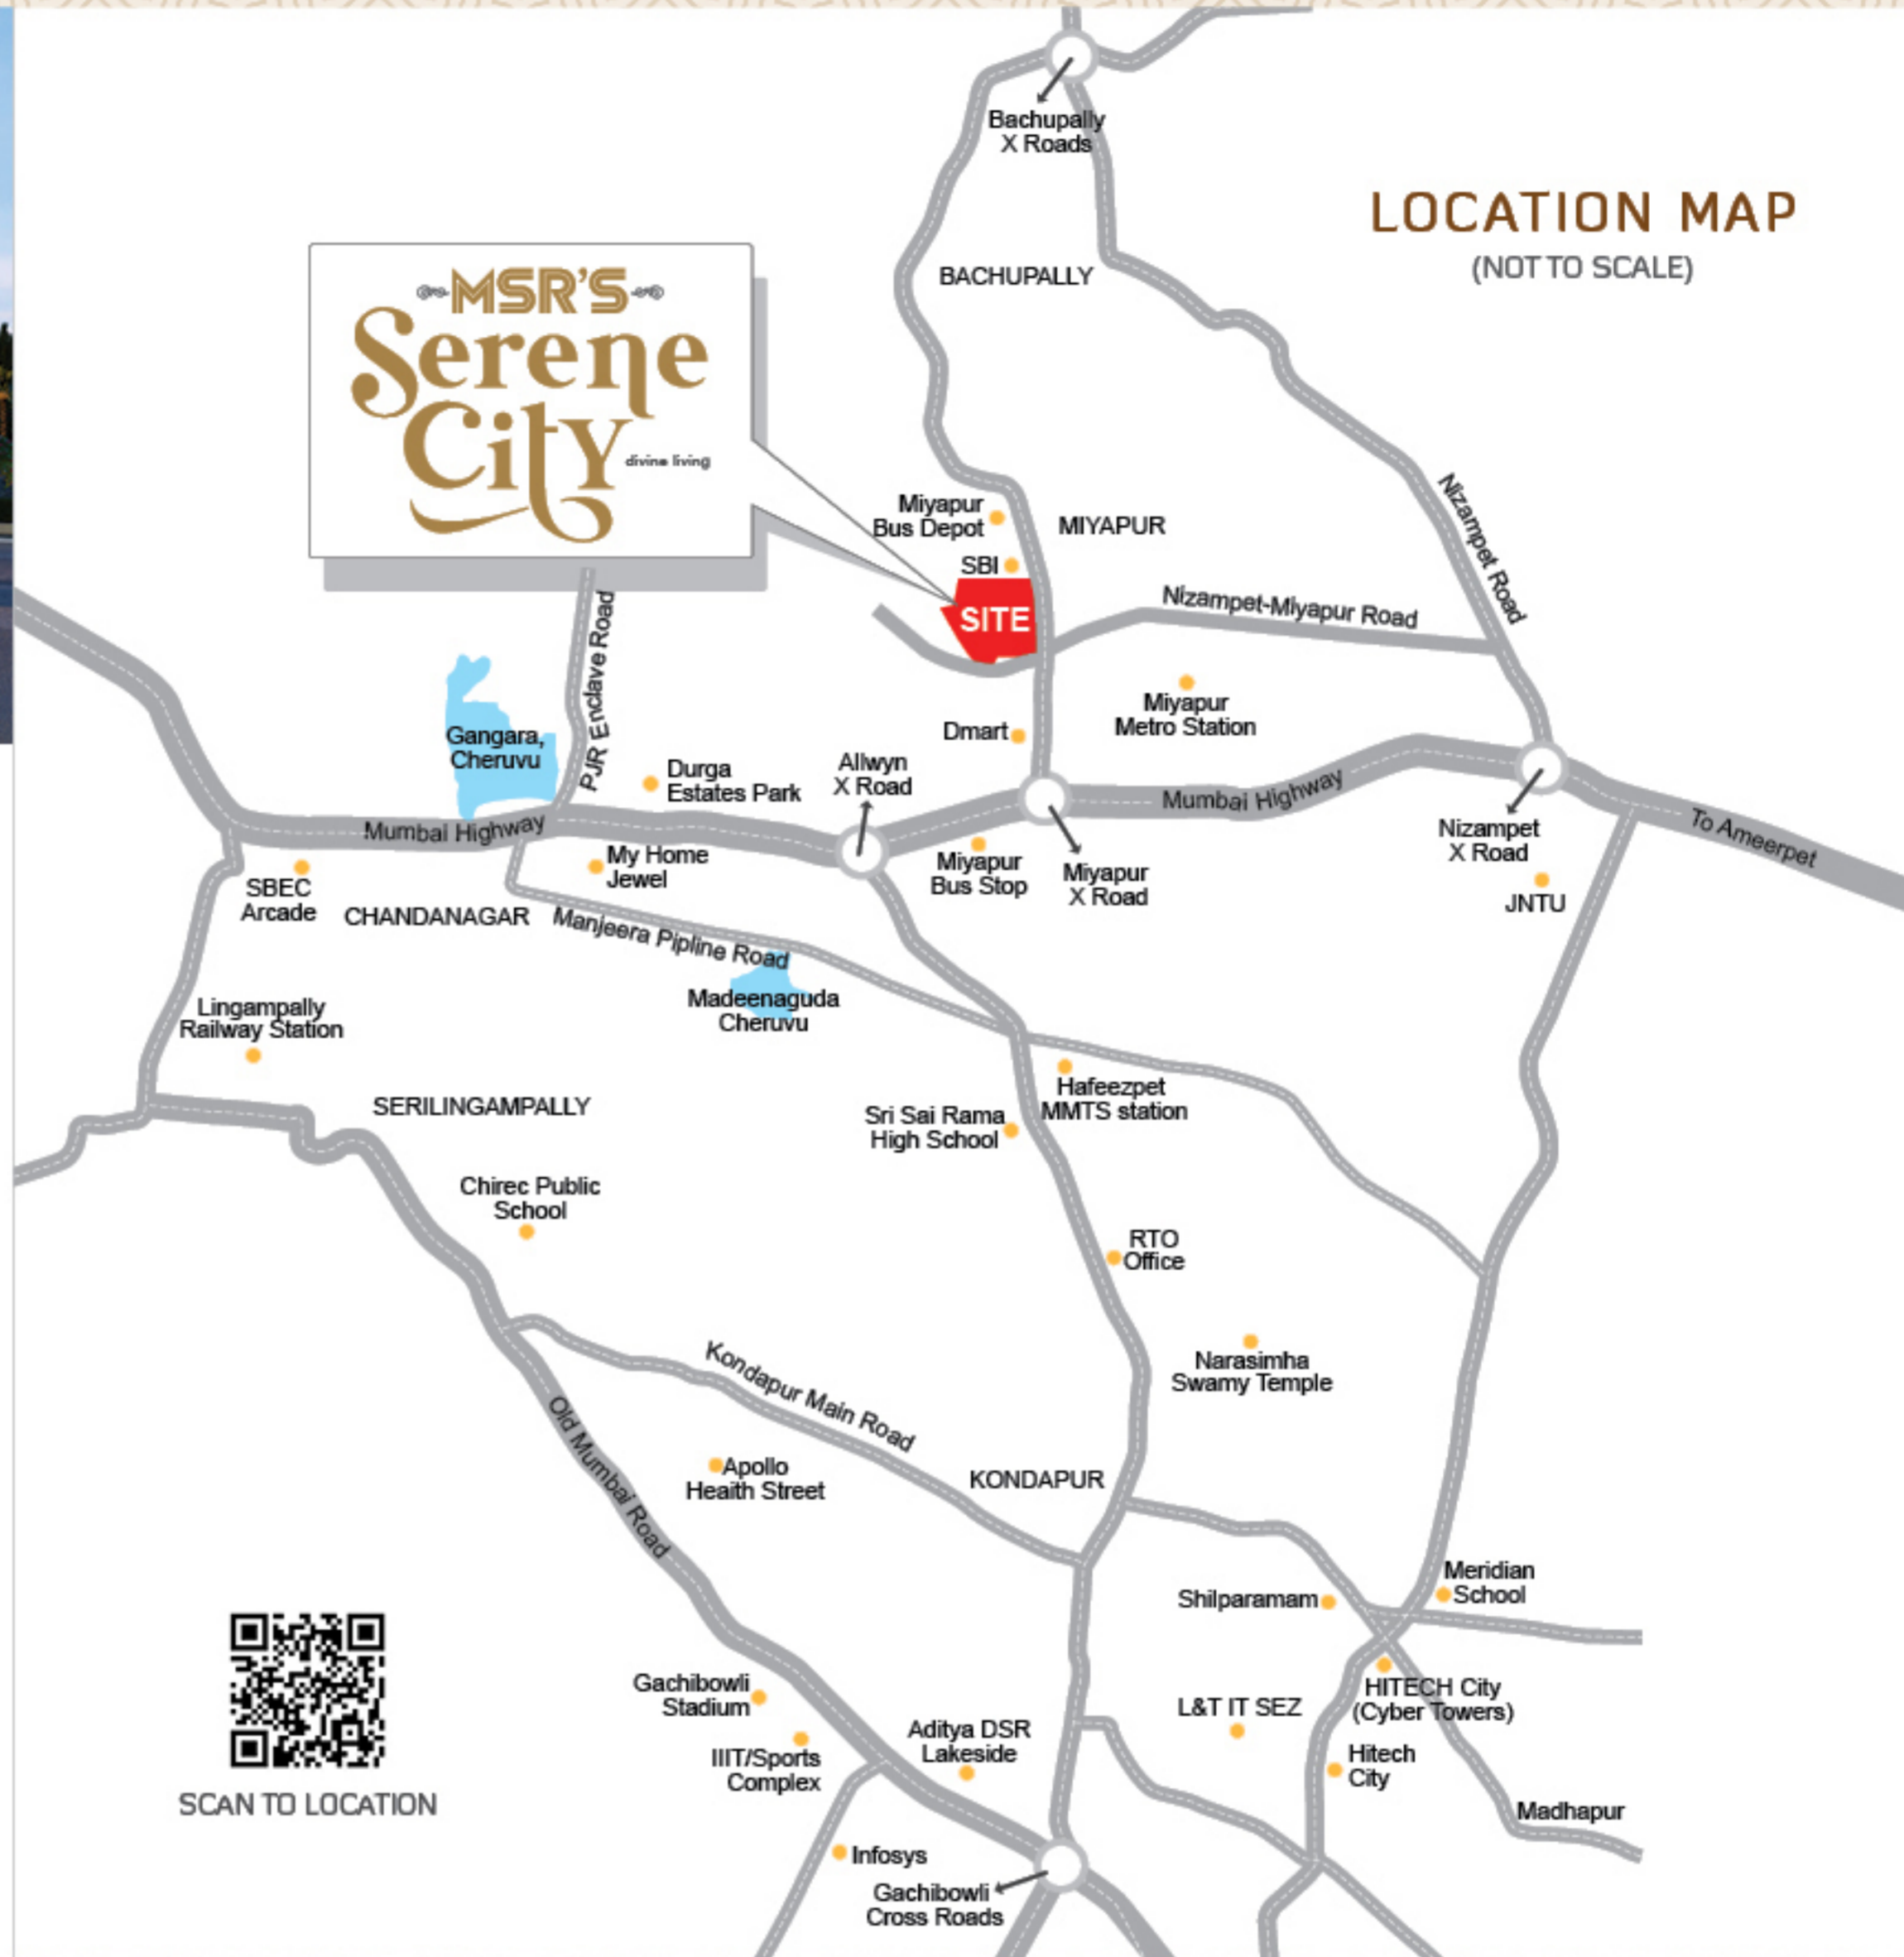 Bachupally
X Roads
LOCATION MAP
(NOT TO SCALE)
MSR'S
Serene
City
divine living
BACHUPALLY
Miyapur
Bus Depot
MIYAPUR
SBI
SITE
Nizampet Road
Nizampet-Miyapur Road
PJR Enclave Road
Miyapur
Metro Station
Gangara,
Cheruvu
Dmart
Durga
Estates Park
Allwyn
X Road
Mumbai Highway
Mumbai Highway
To Ameerpet
Nizampet
X Road
SBEC
Arcade
My Home
Jewel
Miyapur
Bus Stop
Miyapur
X Road
JNTU
CHANDANAGAR
Manjeera Pipline Road
Madeenaguda
Cheruvu
Lingampally
Railway Station
SERILINGAMPALLY
Hafeezpet
MMTS station
Sri Sai Rama
High School
Chirec Public
School
RTO
Office
Narasimha
Swamy Temple
Kondapur Main Road
Old Mumbai Road
Apollo
Heaith Street
KONDAPUR
Shilparamam
Meridian
School
Gachibowli
Stadium
HITECH City
(Cyber Towers)
L&T IT SEZ
IIIT/Sports
Complex
Aditya DSR
Lakeside
Hitech
City
Madhapur
SCAN TO LOCATION
Infosys
Gachibowli
Cross Roads